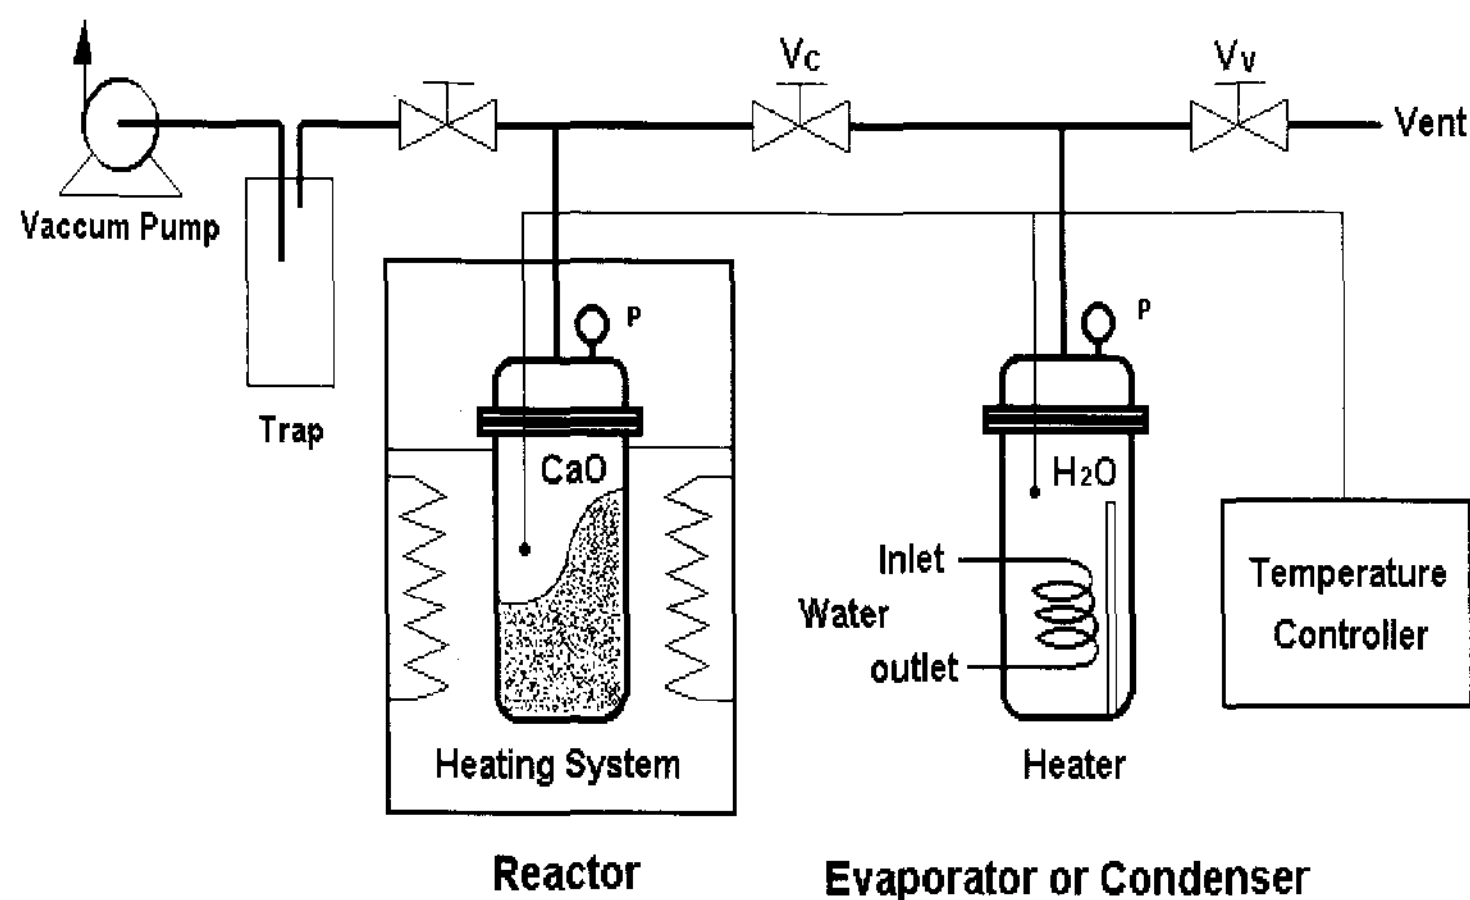 Vc
Vv
Vent
Vaccum Pump
P
P
Trap
CaO
H2O
Inlet
Water
outlet
Temperature
Controller
Heating System
Heater
Reactor
Evaporator or Condenser